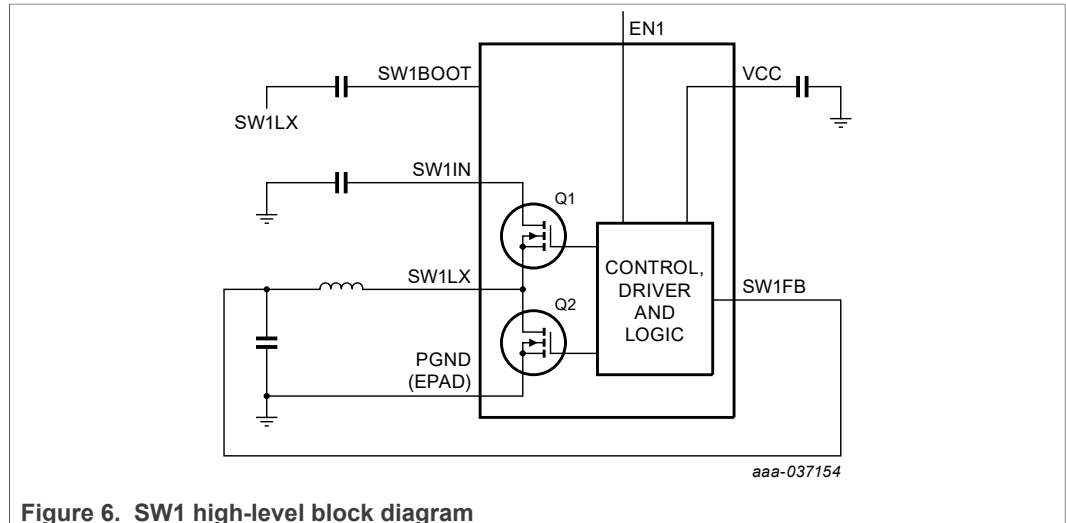 EN1
SW1BOOT
VCC
SW1LX
SW1IN
Q1
SW1LX
CONTROL,
DRIVER
AND
LOGIC
SW1FB
Q2
PGND
(EPAD)
aaa-037154
Figure 6. SW1 high-level block diagram